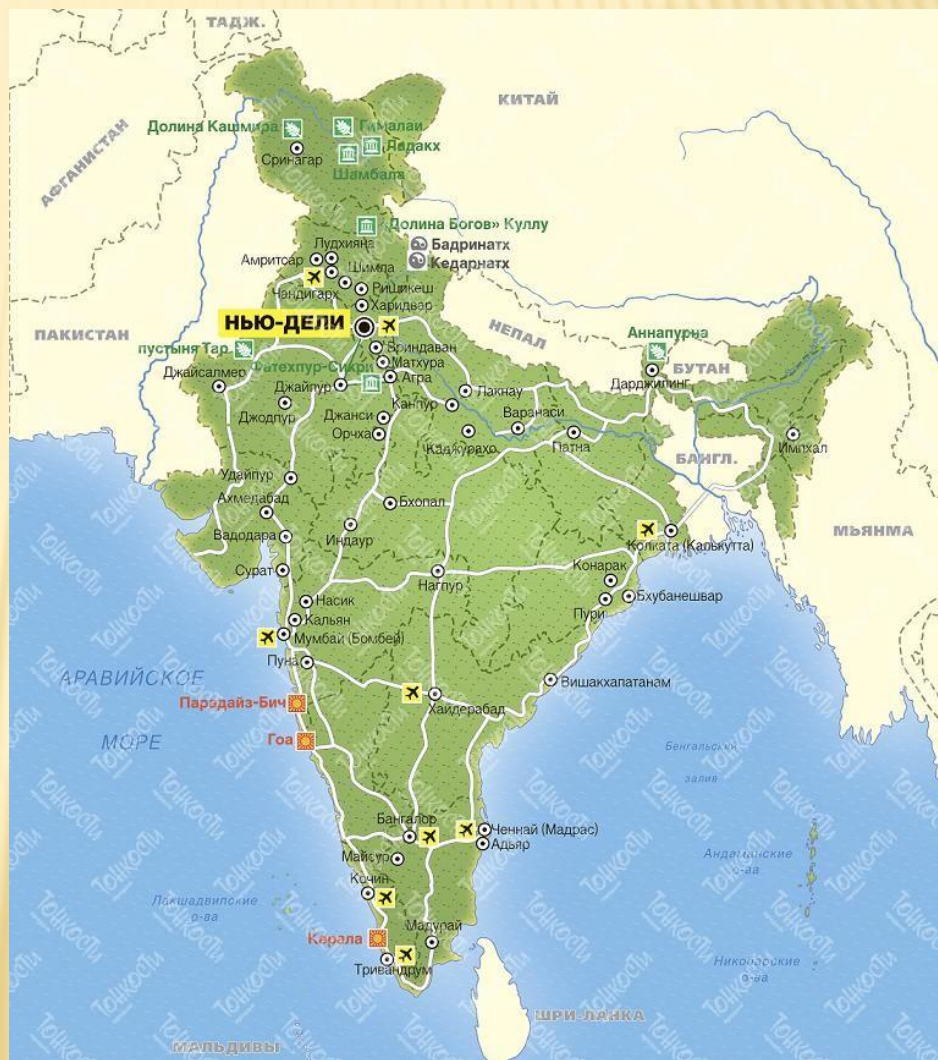 ТАДЖ.
КИТАЙ
АФГАНИСТАН
Долина Кашмира
Гималаи
Ладакх
Сринагар
Шамбала
Долина Богов» Куллу
Бадринатх
Кедарнатх
Лудхияна
Амритсар
Шимла
Чандигарх
Ришикеш
Харидвар
НЬЮ-ДЕЛИ
ПАКИСТАН
НЕПАЛ
Аннапурна
БУТАН
пустыня Тар
Вриндаван
Матхура
Фатехпур-Сикри
Агра
Джайсалмер
Джайпур
Лакнау
Дарджилинг
Джодпур
Канпур
Джанси
Орчха
Варанаси
Каджурахо
Патна
Импхал
БАНГЛ.
Удайпур
Ахмедабад
Бхопал
МЬЯНМА
Вадодара
Индаур
Колката (Калькутта)
Сурат
Нагпур
Конарак
Бхубанешвар
Насик
Пури
Кальян
Мумбай (Бомбей)
Пуна
АРАВИЙСКОЕ
МОРЕ
Вишакхапатанам
Парадайз-Бич
Хайдерабад
Гоа
Бенгальский
залив
Бангалор
Ченнай (Мадрас)
Адьяр
Майсур
Андаманские
о-ва
Кочин
Лакшадвипские
о-ва
Мадурай
Карала
Тривандрум
Никобарские
о-ва
ШРИ-ЛАНКА
МАЛЬДИВЫ
Тонкости